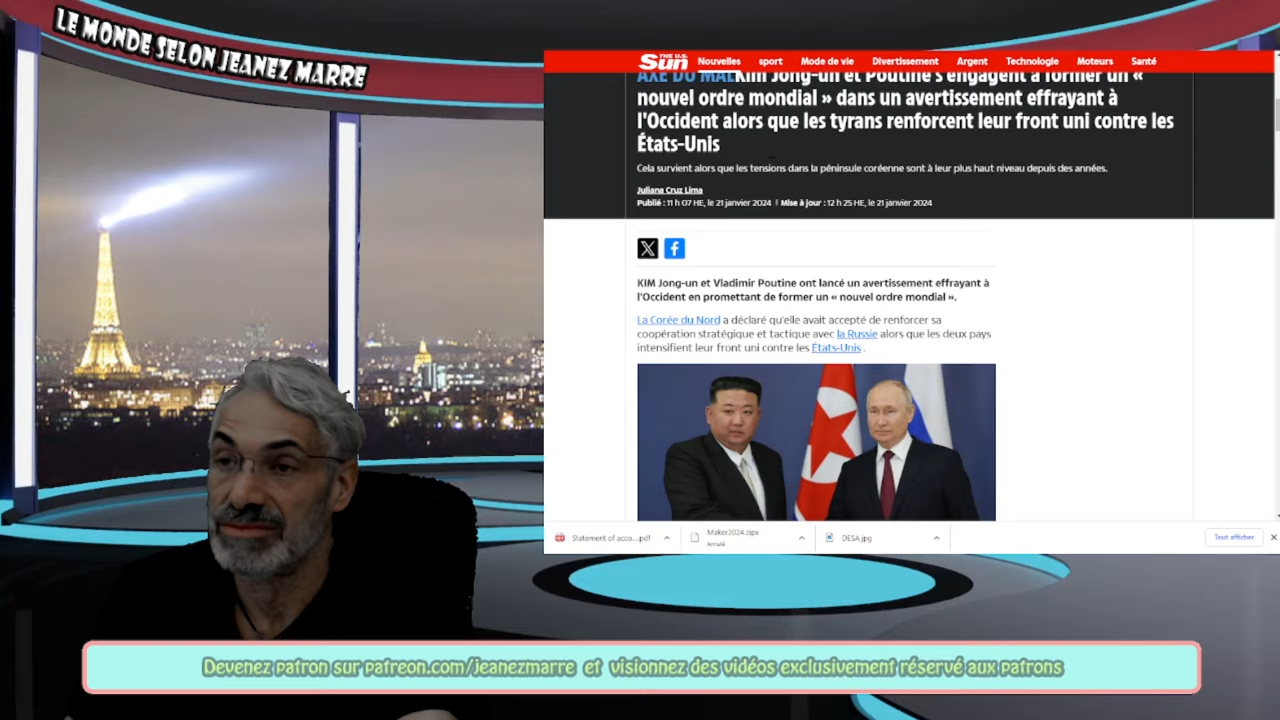 LE MONDE SELON JEANEZ MARRE
THE U.S. Sun Nouvelles sport Mode de vie Divertissement Argent Technologie Moteurs Santé
AXE DU MALKim Jong-un et Poutine s'engagent à former un «
nouvel ordre mondial » dans un avertissement effrayant à
l'Occident alors que les tyrans renforcent leur front uni contre les
États-Unis
Cela survient alors que les tensions dans la péninsule coréenne sont à leur plus haut niveau depuis des années.
Juliana Cruz Lima
Publié : 11 h 07 HE, le 21 janvier 2024 | Mise à jour : 12 h 25 HE, le 21 janvier 2024
KIM Jong-un et Vladimir Poutine ont lancé un avertissement effrayant à
l'Occident en promettant de former un « nouvel ordre mondial ».
La Corée du Nord a déclaré qu'elle avait accepté de renforcer sa
coopération stratégique et tactique avec la Russie alors que les deux pays
intensifient leur front uni contre les États-Unis .
Statement of acco....pdf Maker2024.zipx DESA.jpg Tout afficher
Annulé
Devenez patron sur patreon.com/jeanezmarre et visionnez des vidéos exclusivement réservé aux patrons